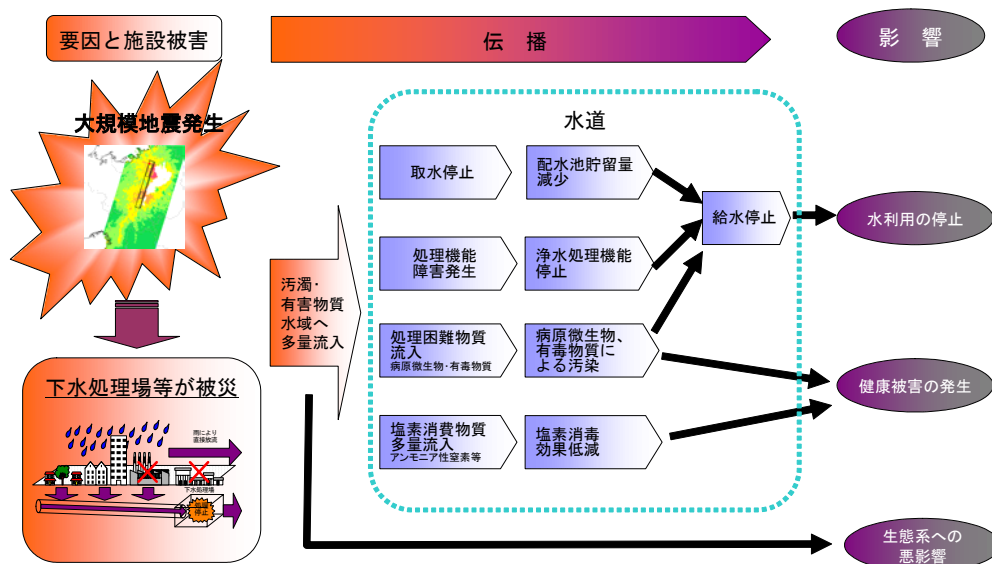 要因と施設被害
伝 播
影 響
大規模地震発生
水道
取水停止
配水池貯留量
減少
給水停止
水利用の停止
処理機能
障害発生
浄水処理機能
停止
汚濁・
有害物質
水域へ
多量流入
処理困難物質
流入
病原微生物・有毒物質
病原微生物、
有毒物質に
よる汚染
健康被害の発生
下水処理場等が被災
雨により
直接放流
下水処理場
処理
停止
塩素消費物質
多量流入
アンモニア性窒素等
塩素消毒
効果低減
生態系への
悪影響